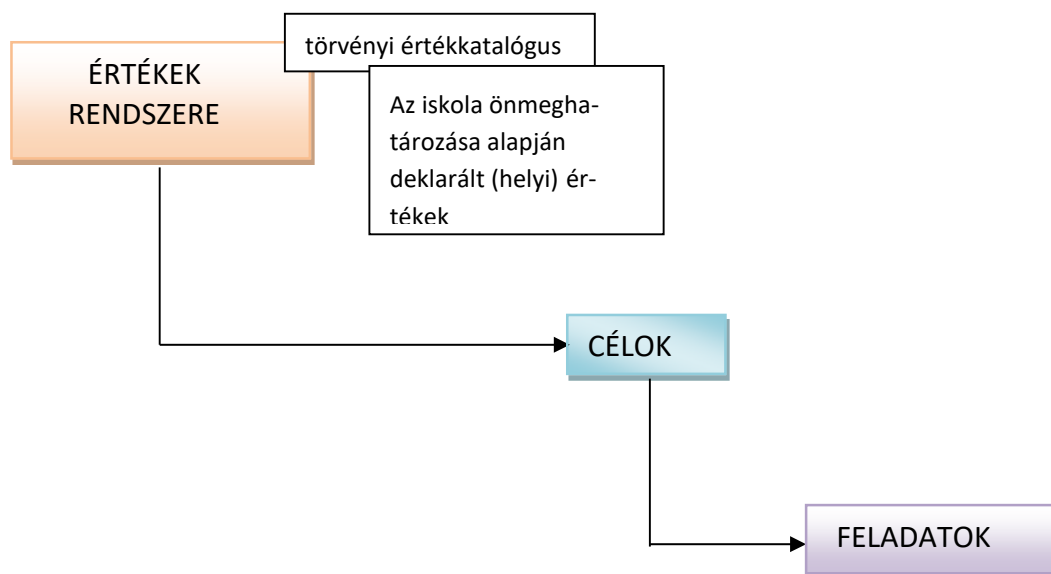 ÉRTÉKEK
RENDSZERE
törvényi értékkatalógus
Az iskola önmegha-
tározása alapján
deklarált (helyi) ér-
tékek
CÉLOK
FELADATOK